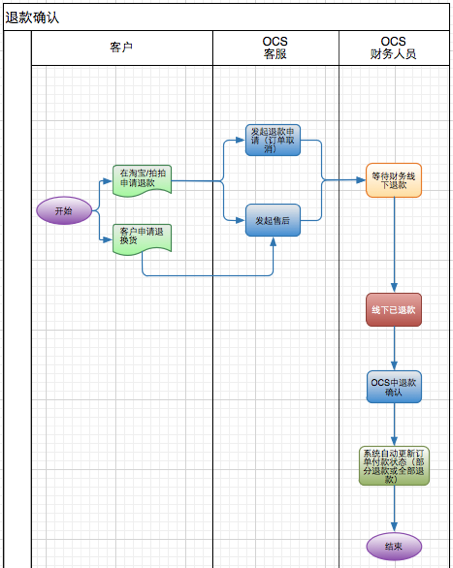 退款确认
客户
OCS
客服
OCS
财务人员
开始
在淘宝/拍拍
申请退款
客户申请退
换货
发起退款申
请（订单取
消）
发起售后
等待财务线
下退款
线下已退款
OCS中退款
确认
系统自动更新订
单付款状态（部
分退款或全部退
款）
结束